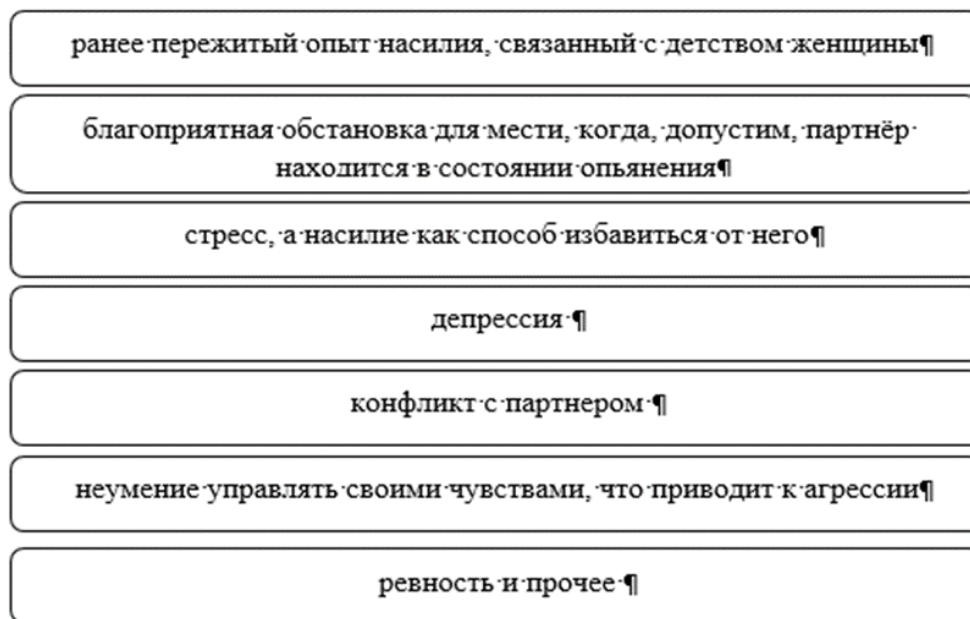 ранее пережитый опыт насилия, связанный с детством женщины¶
благоприятная обстановка для мести, когда, допустим, партнёр
находится в состоянии опьянения¶
стресс, а насилие как способ избавиться от него¶
депрессия ¶
конфликт с партнером ¶
неумение управлять своими чувствами, что приводит к агрессии¶
ревность и прочее ¶